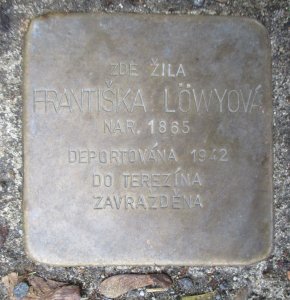 ZDE ŽILA
FRANTIŠKA LÖWYOVÁ
NAR. 1865
DEPORTOVÁNA 1942
DO TEREZÍNA
ZAVRAŽDĚNA